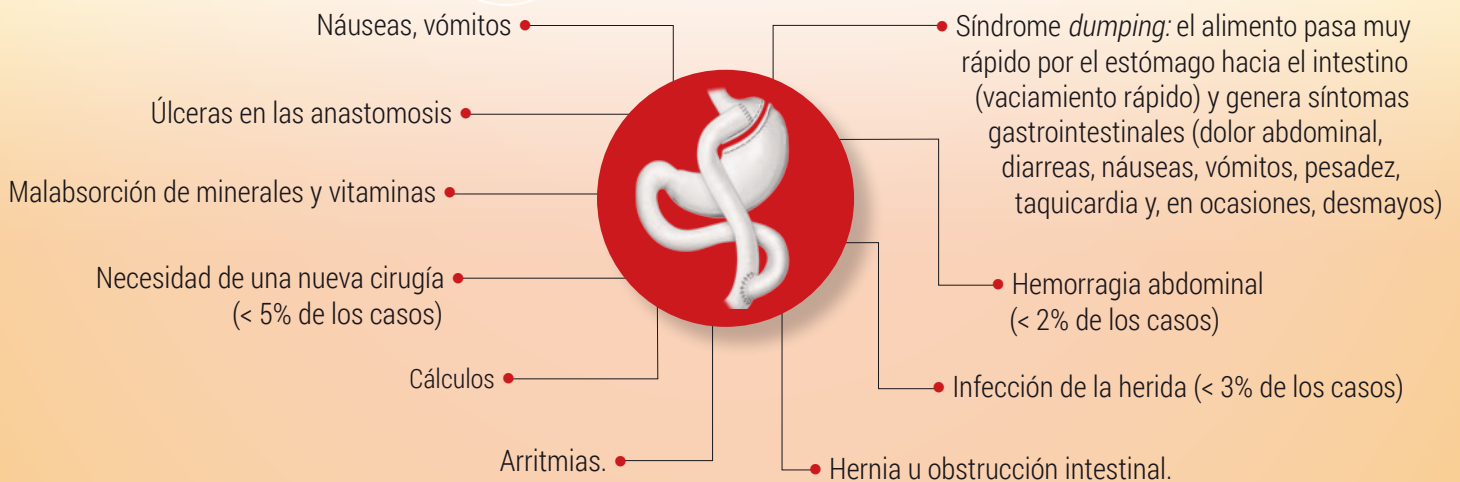 Náuseas, vómitos
Úlceras en las anastomosis
Malabsorción de minerales y vitaminas
Necesidad de una nueva cirugía
(< 5% de los casos)
Cálculos
Arritmias.
Síndrome dumping: el alimento pasa muy
rápido por el estómago hacia el intestino
(vaciamiento rápido) y genera síntomas
gastrointestinales (dolor abdominal,
diarreas, náuseas, vómitos, pesadez,
taquicardia y, en ocasiones, desmayos)
Hemorragia abdominal
(< 2% de los casos)
Infección de la herida (< 3% de los casos)
Hernia u obstrucción intestinal.